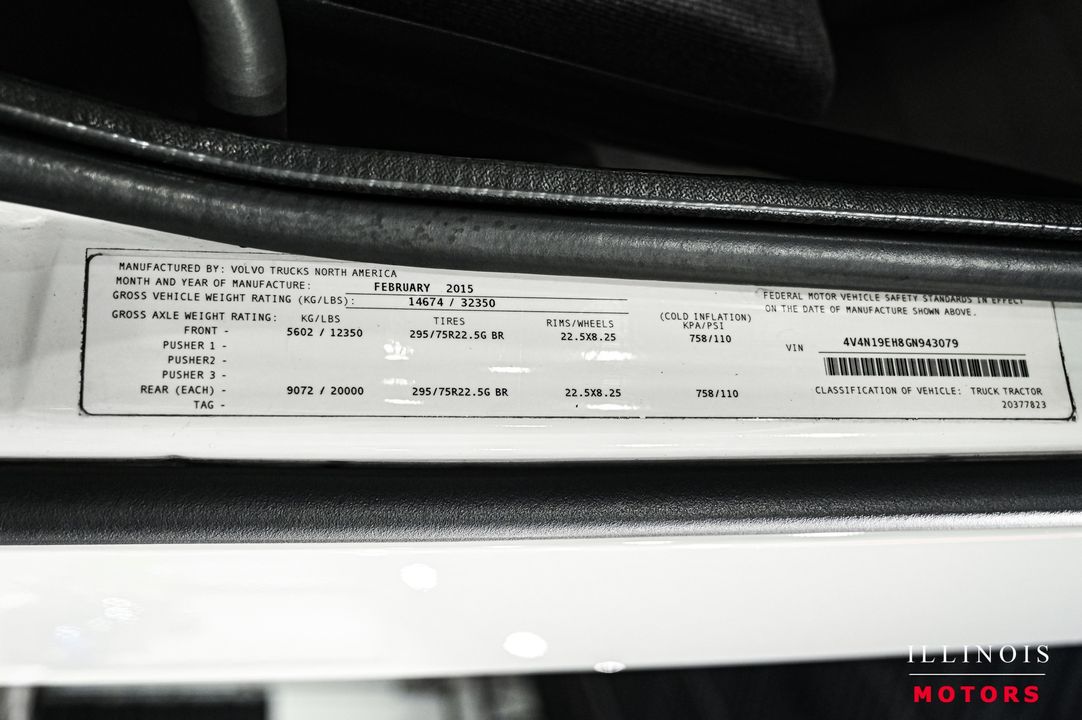 MANUFACTURED BY: VOLVO TRUCKS NORTH AMERICA
MONTH AND YEAR OF MANUFACTURE: FEBRUARY 2015
GROSS VEHICLE WEIGHT RATING (KG/LBS): 14674 / 32350
GROSS AXLE WEIGHT RATING: KG/LBS TIRES RIMS/WHEELS (COLD INFLATION) KPA/PSI
FRONT - 5602 / 12350 295/75R22.5G BR 22.5X8.25 758/110
PUSHER 1 -
PUSHER2 -
PUSHER 3 -
REAR (EACH) - 9072 / 20000 295/75R22.5G BR 22.5X8.25 758/110
TAG -
FEDERAL MOTOR VEHICLE SAFETY STANDARDS IN EFFECT
ON THE DATE OF MANUFACTURE SHOWN ABOVE.
VIN 4V4N19EH8GN943079
CLASSIFICATION OF VEHICLE: TRUCK TRACTOR
20377823
ILLINOIS
MOTORS